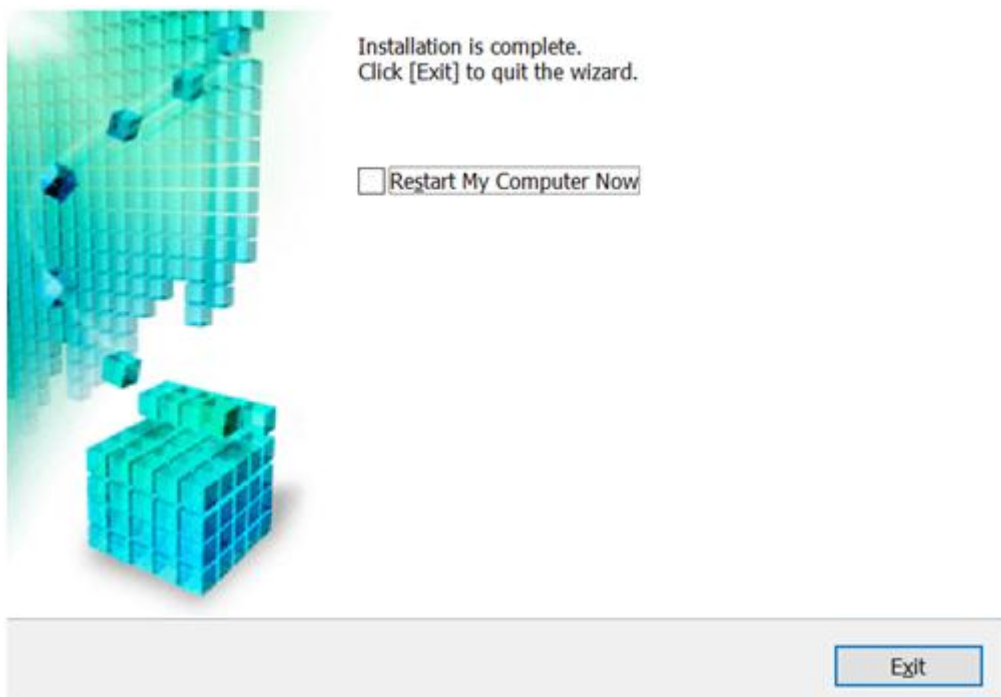 Installation is complete.
Click [Exit] to quit the wizard.
Restart My Computer Now
Exit